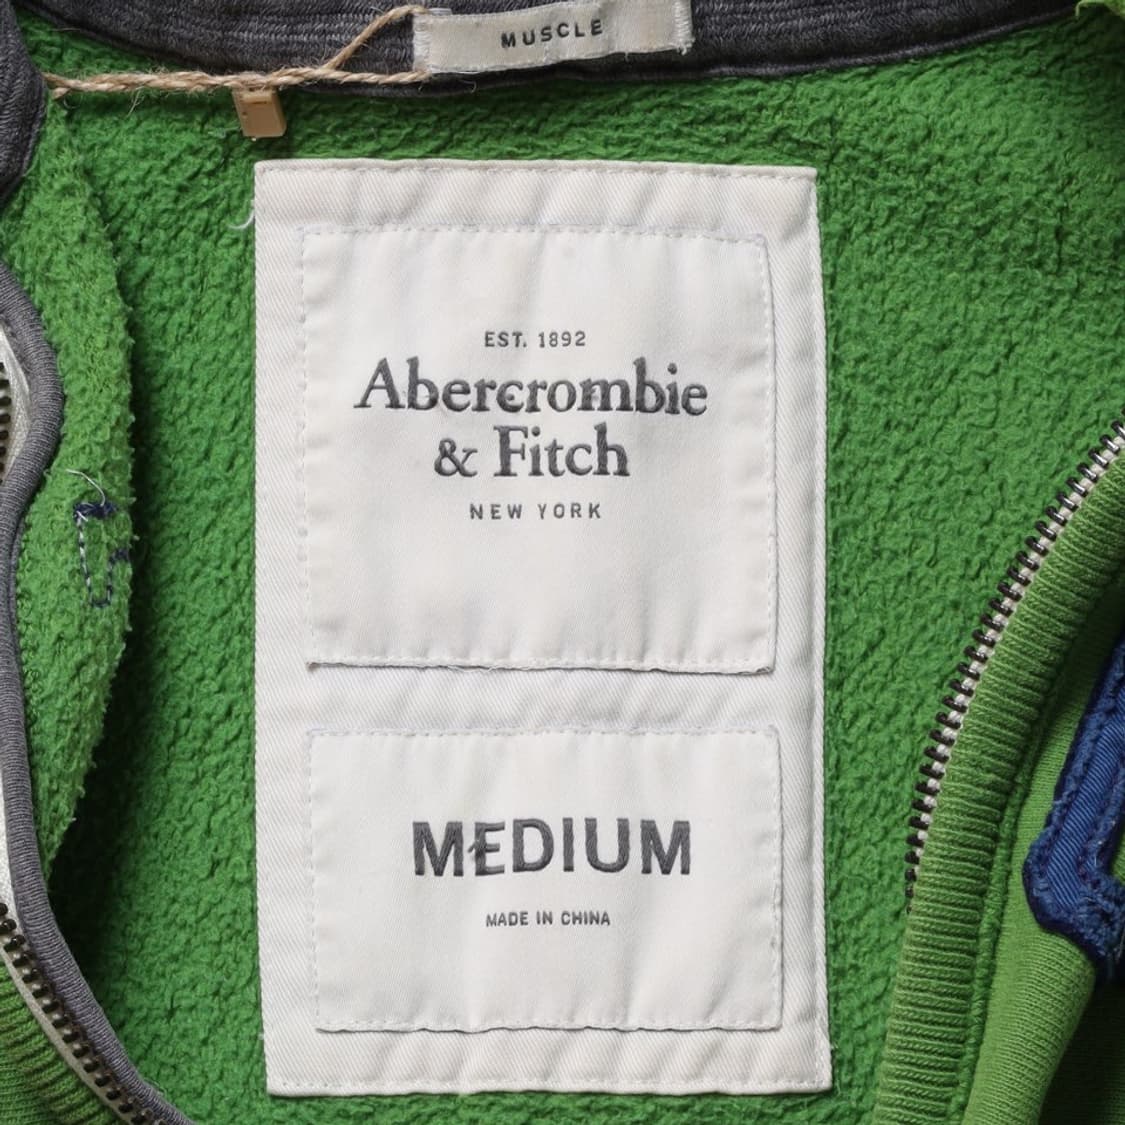 MUSCLE
EST. 1892
Abercrombie
& Fitch
NEW YORK
MEDIUM
MADE IN CHINA